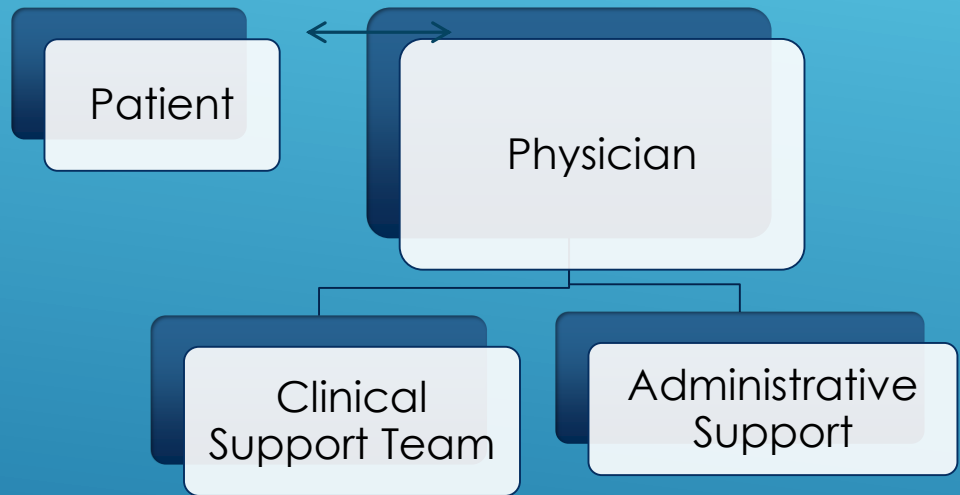 Patient
Physician
Clinical
Support Team
Administrative
Support